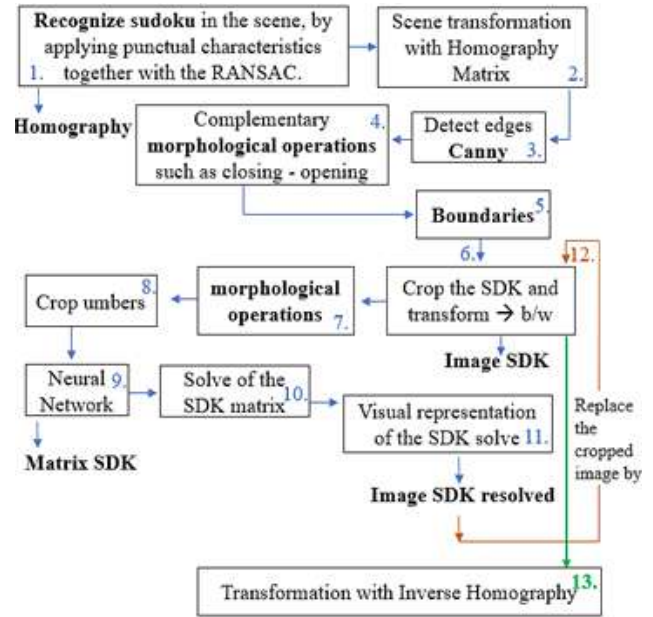 Recognize sudoku in the scene, by
applying punctual characteristics
together with the RANSAC.
1.
Scene transformation
with Homography
Matrix
2.
Homography
Complementary
morphological operations
such as closing - opening
4.
Detect edges
Canny
3.
Boundaries
5.
6.
12.
Crop umbers
8.
morphological
operations
7.
Crop the SDK and
transform → b/w
Image SDK
Neural
Network
9.
Solve of the
SDK matrix
10.
Visual representation
of the SDK solve
11.
Replace
the
cropped
image by
Matrix SDK
Image SDK resolved
Transformation with Inverse Homography
13.